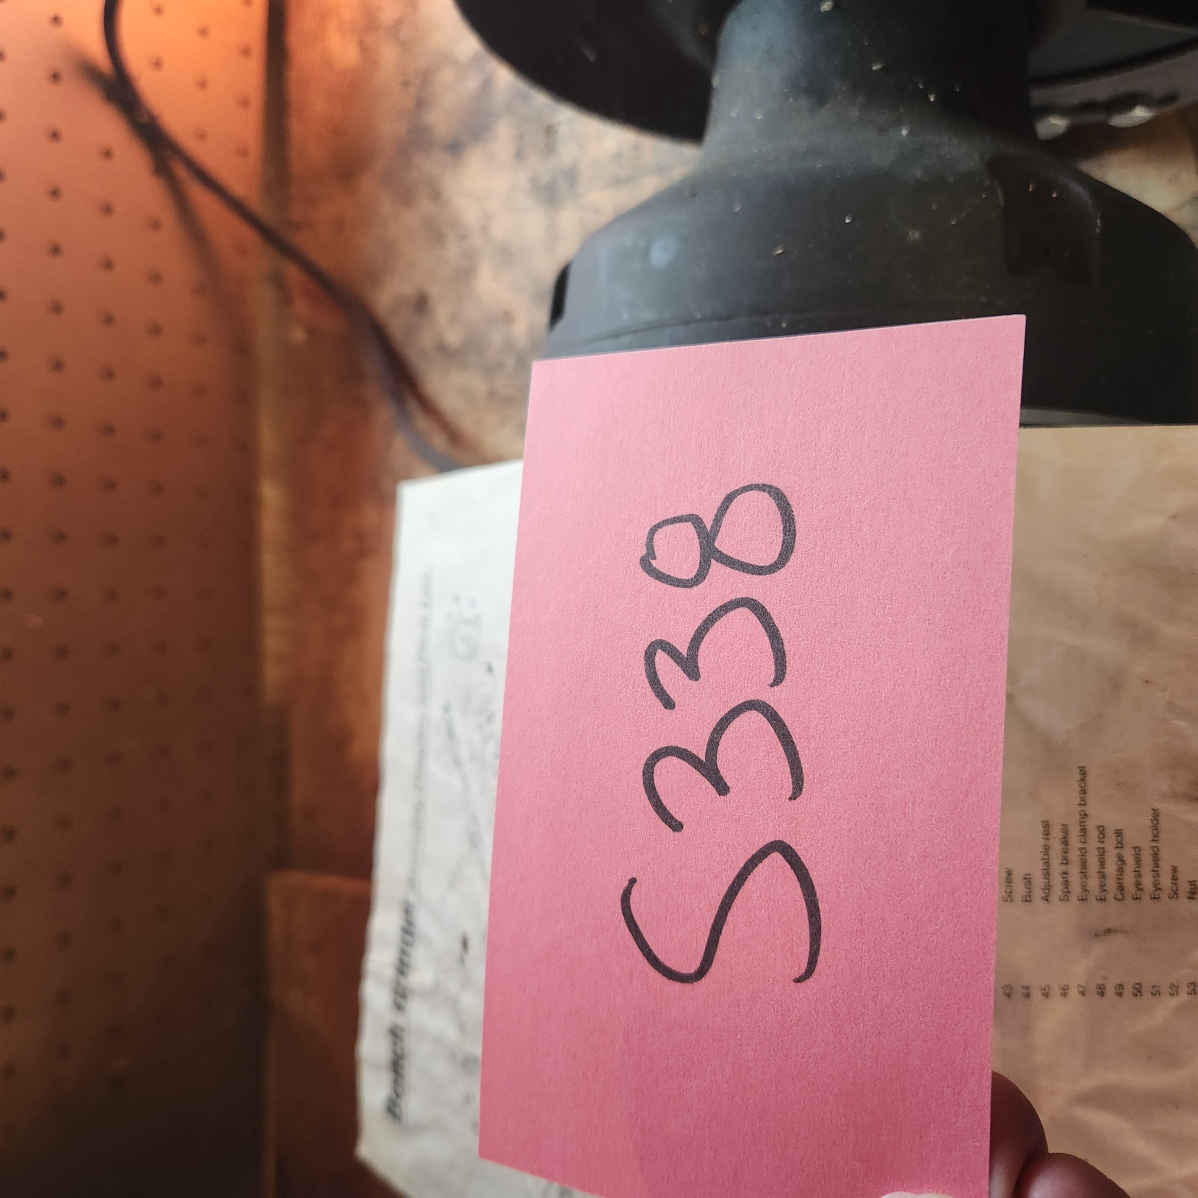 S338
Bench grinder
43 Screw
44 Bush
45 Adjustable rest
46 Spark breaker
47 Eyeshield clamp bracket
48 Eyeshield rod
49 Carriage bolt
50 Eyeshield
51 Eyeshield holder
52 Screw
53 Nut